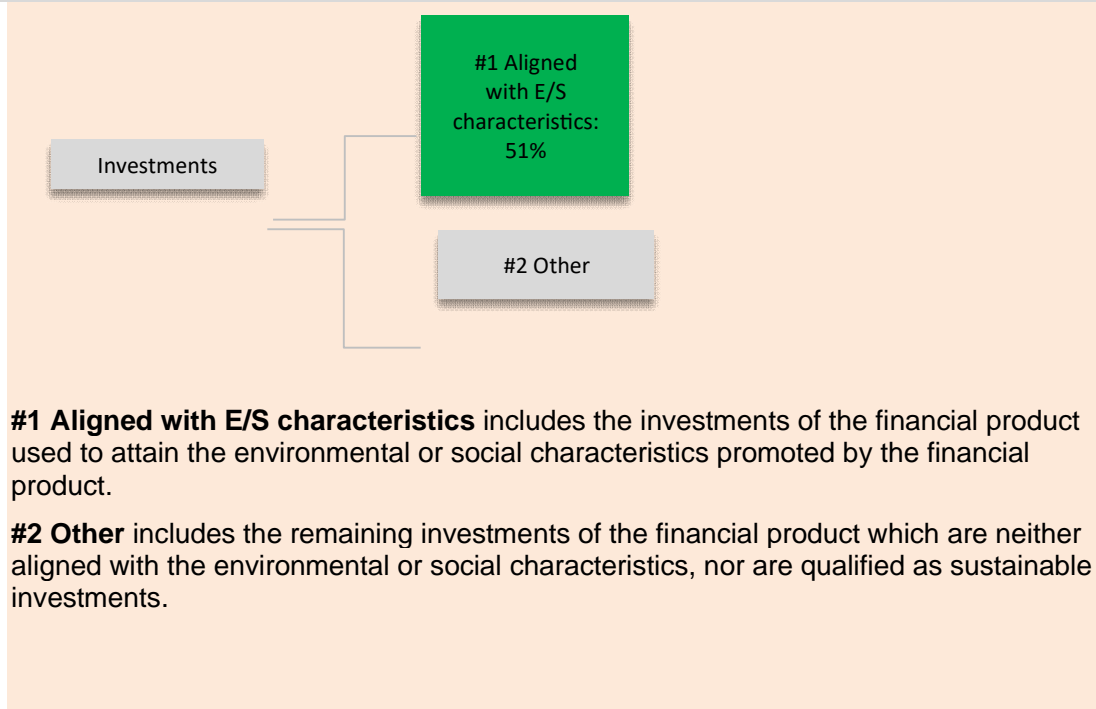 #1 Aligned
with E/S
characteristics:
51%
Investments
#2 Other
#1 Aligned with E/S characteristics includes the investments of the financial product
used to attain the environmental or social characteristics promoted by the financial
product.
#2 Other includes the remaining investments of the financial product which are neither
aligned with the environmental or social characteristics, nor are qualified as sustainable
investments.